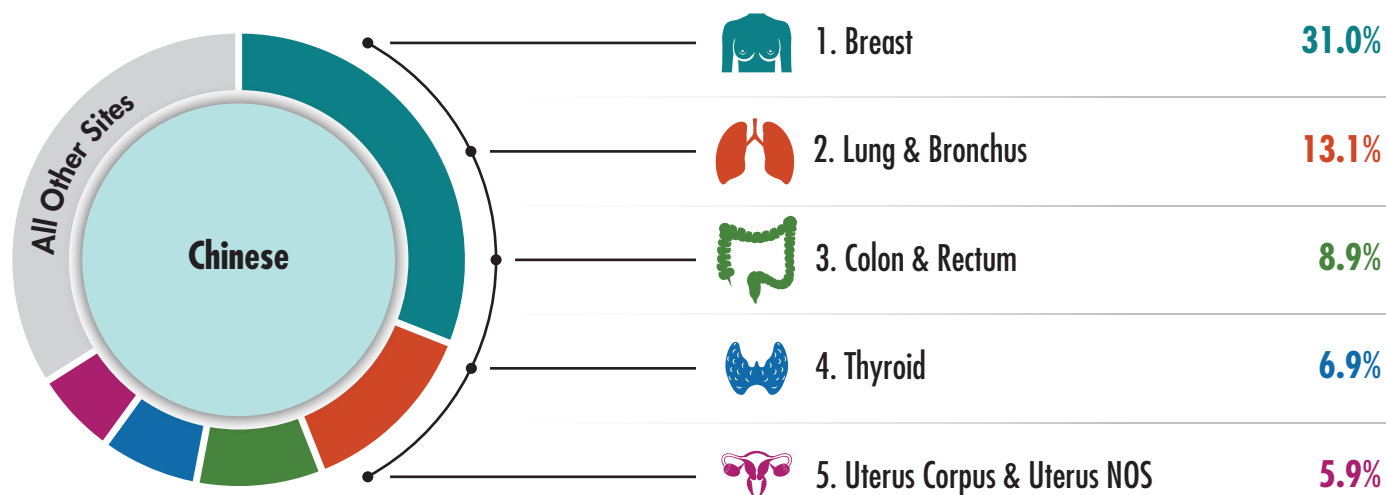 All Other Sites
Chinese
1. Breast 31.0%
2. Lung & Bronchus 13.1%
3. Colon & Rectum 8.9%
4. Thyroid 6.9%
5. Uterus Corpus & Uterus NOS 5.9%